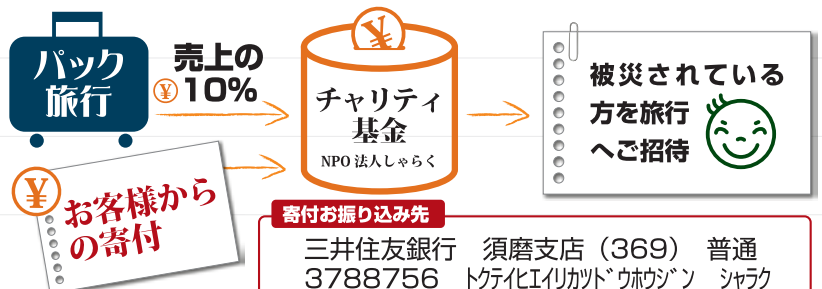 パック
旅行
売上の
¥10%
¥
チャリティ
基金
NPO法人しゃらく
被災されている
方を旅行
へご招待
¥
お客様から
の寄付
寄付お振り込み先
三井住友銀行 須磨支店（369） 普通
3788756 ﾄｸﾃｲﾋｴｲﾘｶﾂﾄﾞｳﾎｳｼﾞﾝ ｼｬﾗｸ